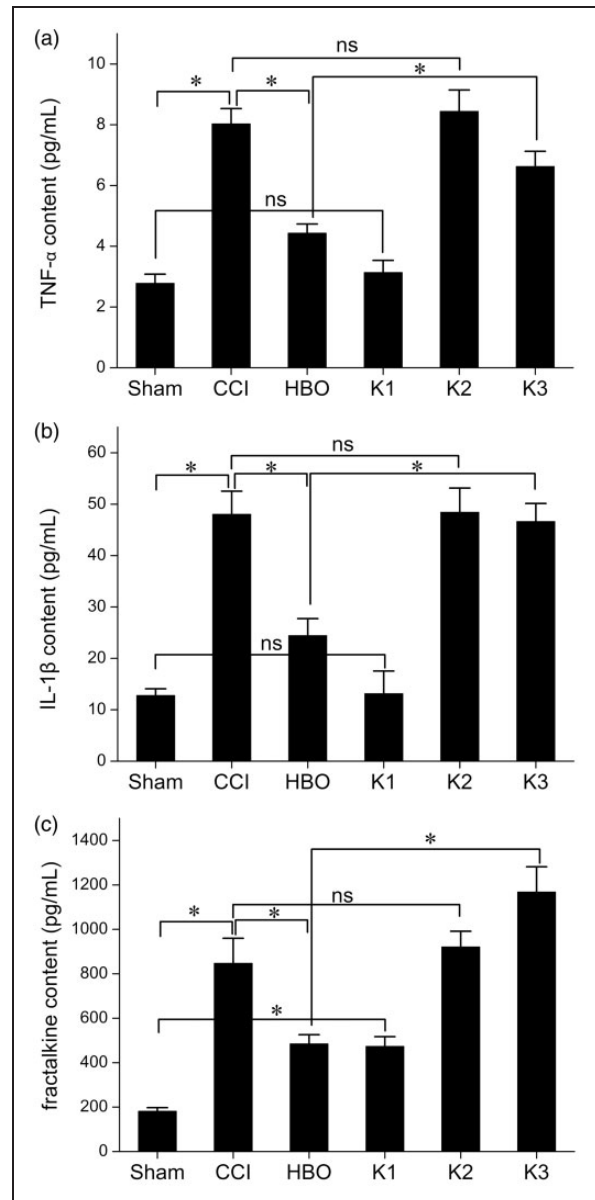 (a)
ns
* * *
ns
TNF-α content (pg/mL)
10
8
6
4
2
0
Sham CCI HBO K1 K2 K3
(b)
ns
* * *
ns
IL-1β content (pg/mL)
60
50
40
30
20
10
0
Sham CCI HBO K1 K2 K3
(c)
*
ns
* *
*
fractalkine content (pg/mL)
1400
1200
1000
800
600
400
200
0
Sham CCI HBO K1 K2 K3